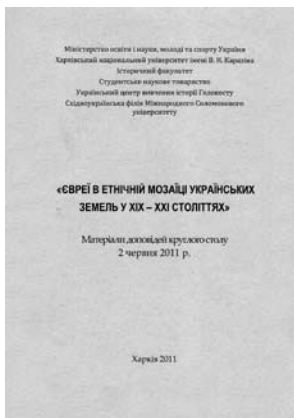 Міністерство освіти і науки, молоді та спорту України
Харківський національний університет імені В. Н. Каразіна
Історичний факультет
Студентське наукове товариство
Український центр вивчення історії Голокосту
Східноукраїнська філія Міжнародного Соломонового
університету
«ЄВРЕЇ В ЕТНІЧНІЙ МОЗАЇЦІ УКРАЇНСЬКИХ
ЗЕМЕЛЬ У ХІХ – ХХІ СТОЛІТТЯХ»
Матеріали доповідей круглого столу
2 червня 2011 р.
Харків 2011